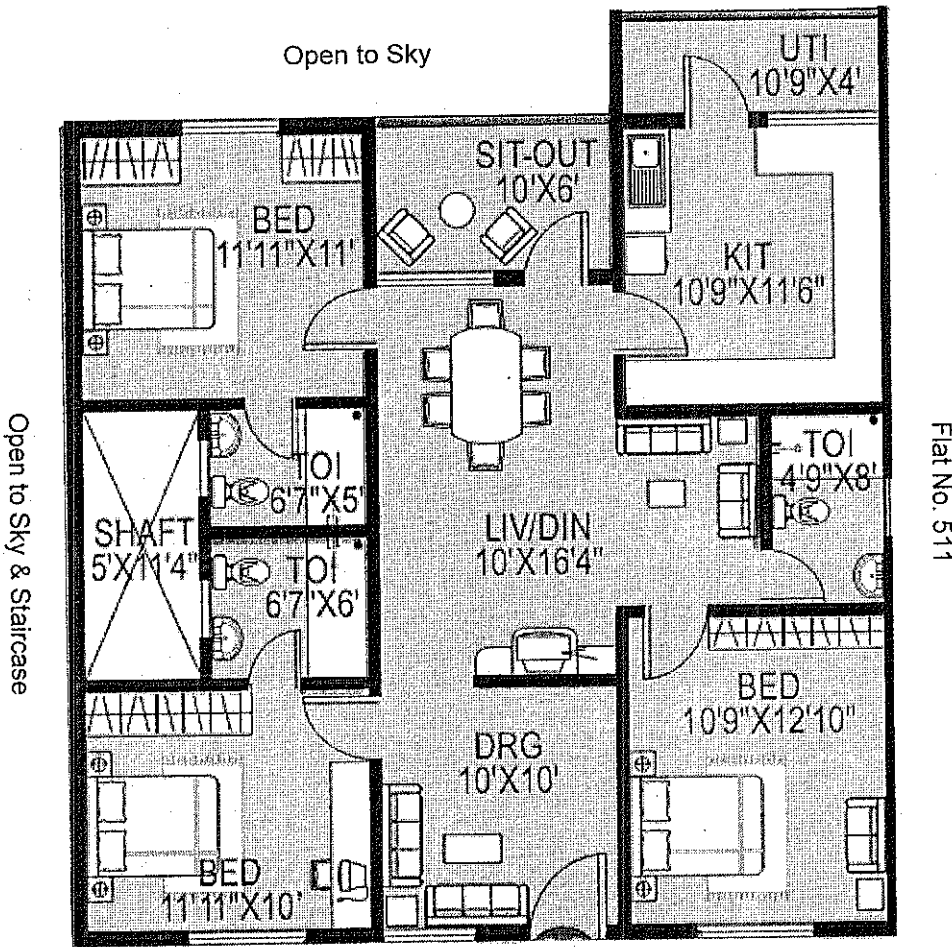 Open to Sky
UTI
10'9"X4'
SIT-OUT
10'X6'
BED
11'11"X11'
KIT
10'9"X11'6"
TOI
4'9"X8'
TOI
6'7"X5'
LIV/DIN
10'X16'4"
SHAFT
5'X11'4"
TOI
6'7"X6'
BED
10'9"X12'10"
DRG
10'X10'
BED
11'11"X10'
Open to Sky & Staircase
Flat No. 511